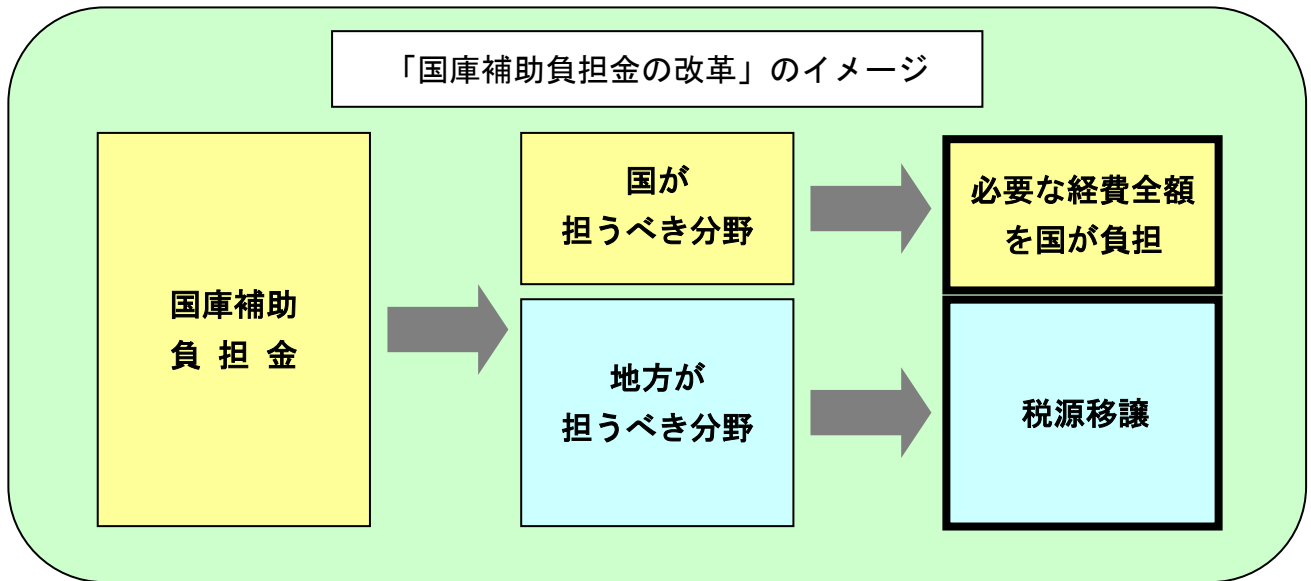 「国庫補助負担金の改革」のイメージ
国庫補助
負 担 金
国が
担うべき分野
地方が
担うべき分野
必要な経費全額
を国が負担
税源移譲